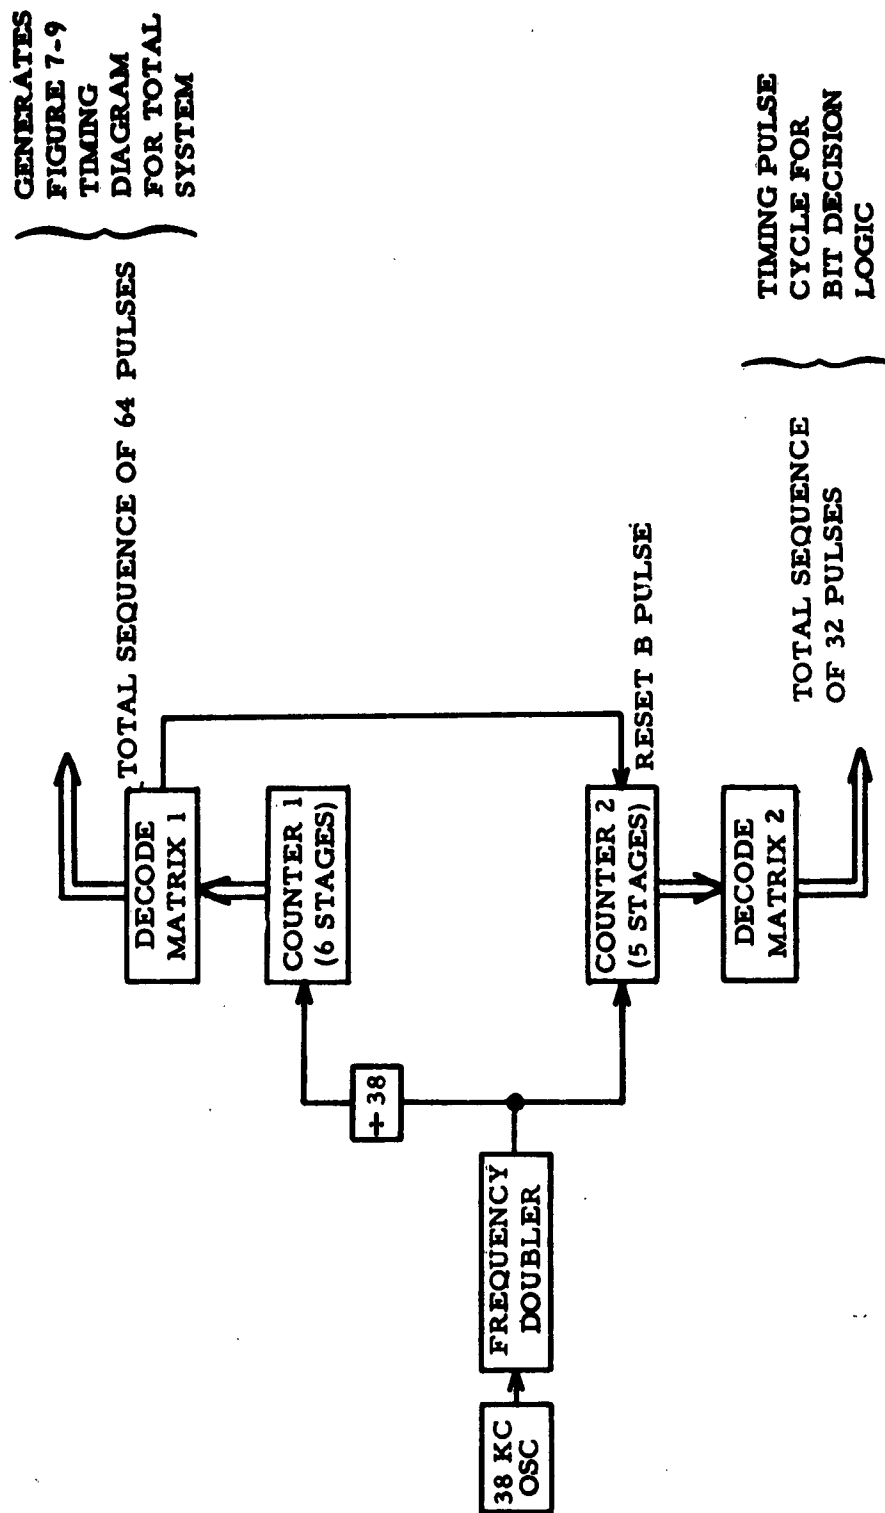 GENERATES
FIGURE 7-9
TIMING
DIAGRAM
FOR TOTAL
SYSTEM
TOTAL SEQUENCE OF 64 PULSES
DECODE
MATRIX 1
COUNTER 1
(6 STAGES)
÷ 38
38 KC
OSC
FREQUENCY
DOUBLER
RESET B PULSE
COUNTER 2
(5 STAGES)
DECODE
MATRIX 2
TOTAL SEQUENCE
OF 32 PULSES
TIMING PULSE
CYCLE FOR
BIT DECISION
LOGIC